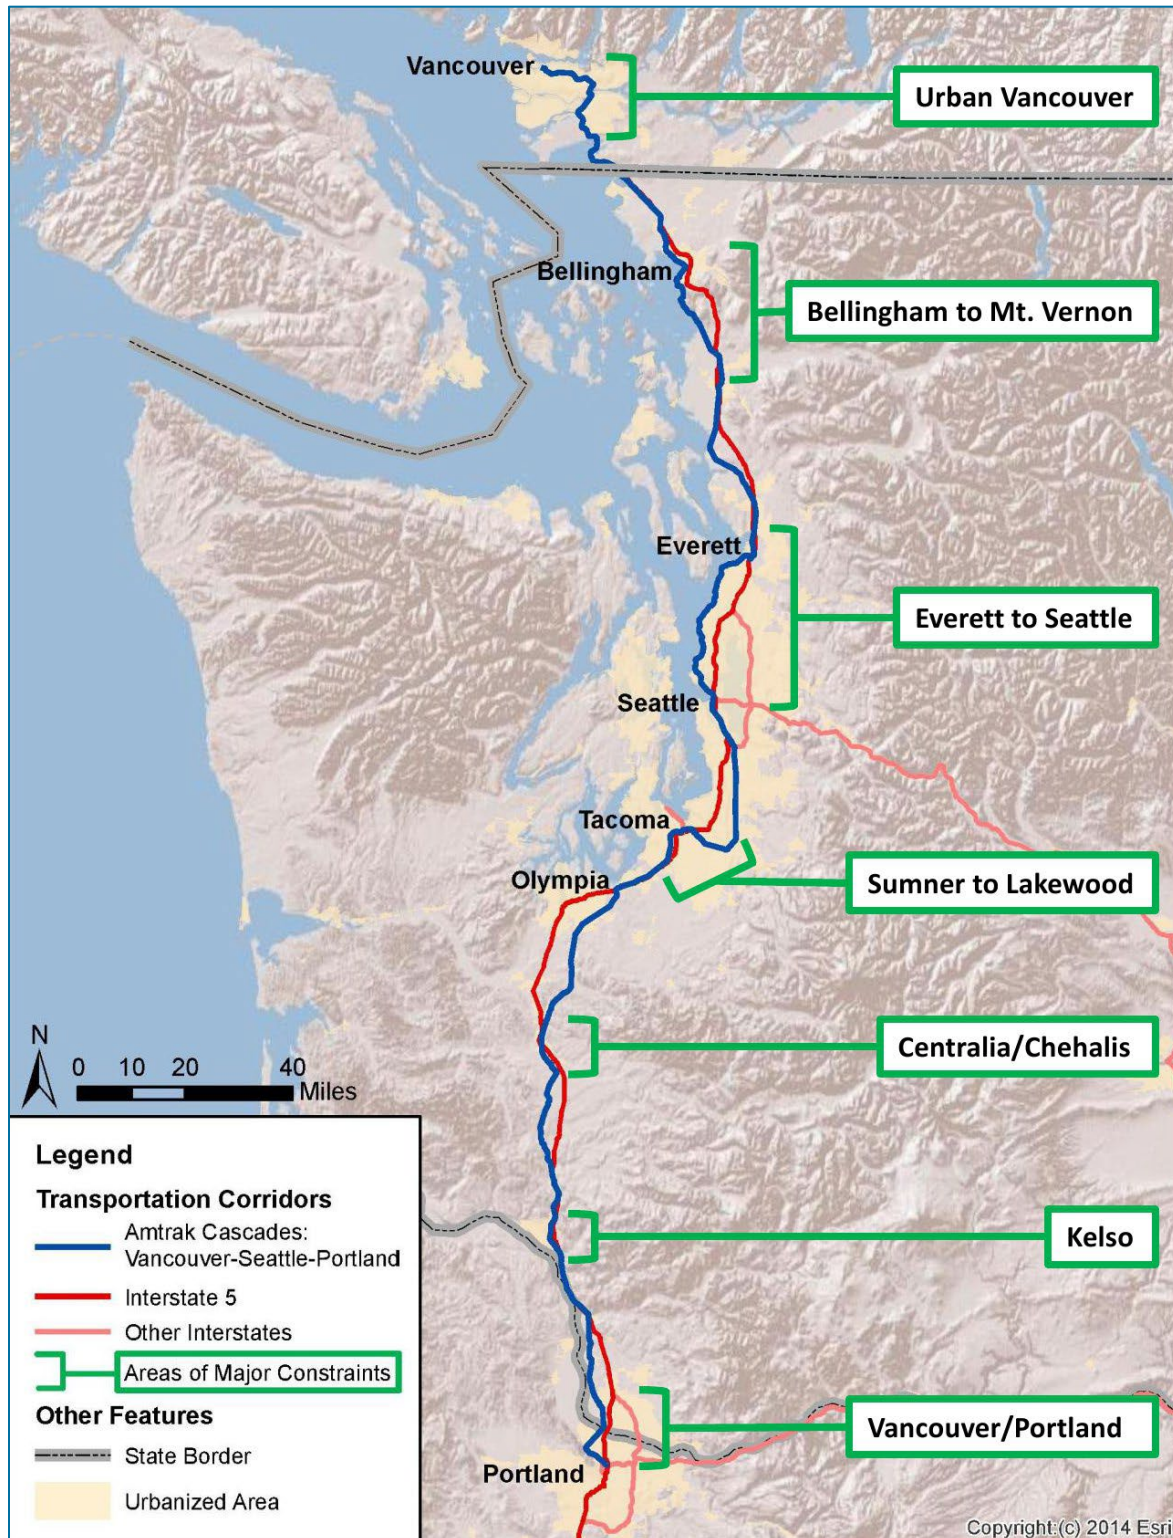 Vancouver
Urban Vancouver
Bellingham
Bellingham to Mt. Vernon
Everett
Everett to Seattle
Seattle
Tacoma
Olympia
Sumner to Lakewood
Centralia/Chehalis
N
0 10 20 40
Miles
Legend
Transportation Corridors
Amtrak Cascades:
Vancouver-Seattle-Portland
Interstate 5
Other Interstates
Areas of Major Constraints
Other Features
State Border
Urbanized Area
Kelso
Vancouver/Portland
Portland
Copyright:(c) 2014 Esri